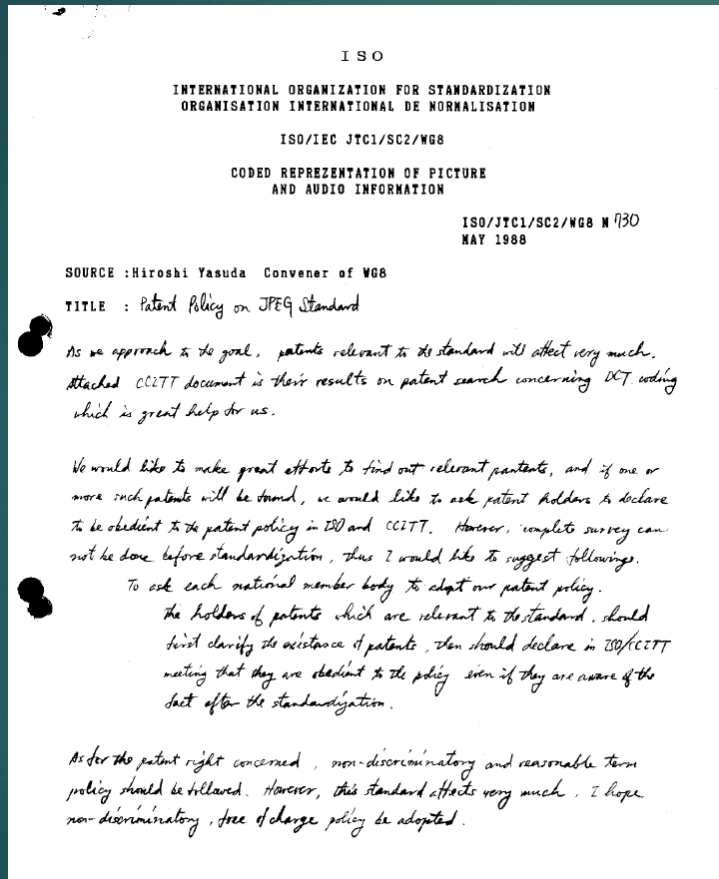 I S O
INTERNATIONAL ORGANIZATION FOR STANDARDIZATION
ORGANISATION INTERNATIONAL DE NORMALISATION
ISO/IEC JTC1/SC2/WG8
CODED REPREZENTATION OF PICTURE
AND AUDIO INFORMATION
ISO/JTC1/SC2/WG8 N 730
MAY 1988
SOURCE :Hiroshi Yasuda Convener of WG8
TITLE : Patent Policy on JPEG Standard
As we approach to the goal, patents relevant to the standard will affect very much.
Attached CCITT document is their results on patent search concerning DCT coding
which is great help for us.
We would like to make great efforts to find out relevant pantents, and if one or
more such patents will be found, we would like to ask patent holders to declare
to be obedient to the patent policy in ISO and CCITT. However, complete survey can
not be done before standardization, thus I would like to suggest followings.
To ask each national member body to adopt our patent policy.
the holders of patents which are relevant to the standard, should
first clarify the existance of patents, then should declare in ISO/CCITT
meeting that they are obedient to the policy even if they are aware of the
fact after the standardization.
As for the patent right concerned, non-discriminatory and reasonable term
policy should be followed. However, this standard affects very much, I hope
non-discriminatory, free of charge policy be adopted.